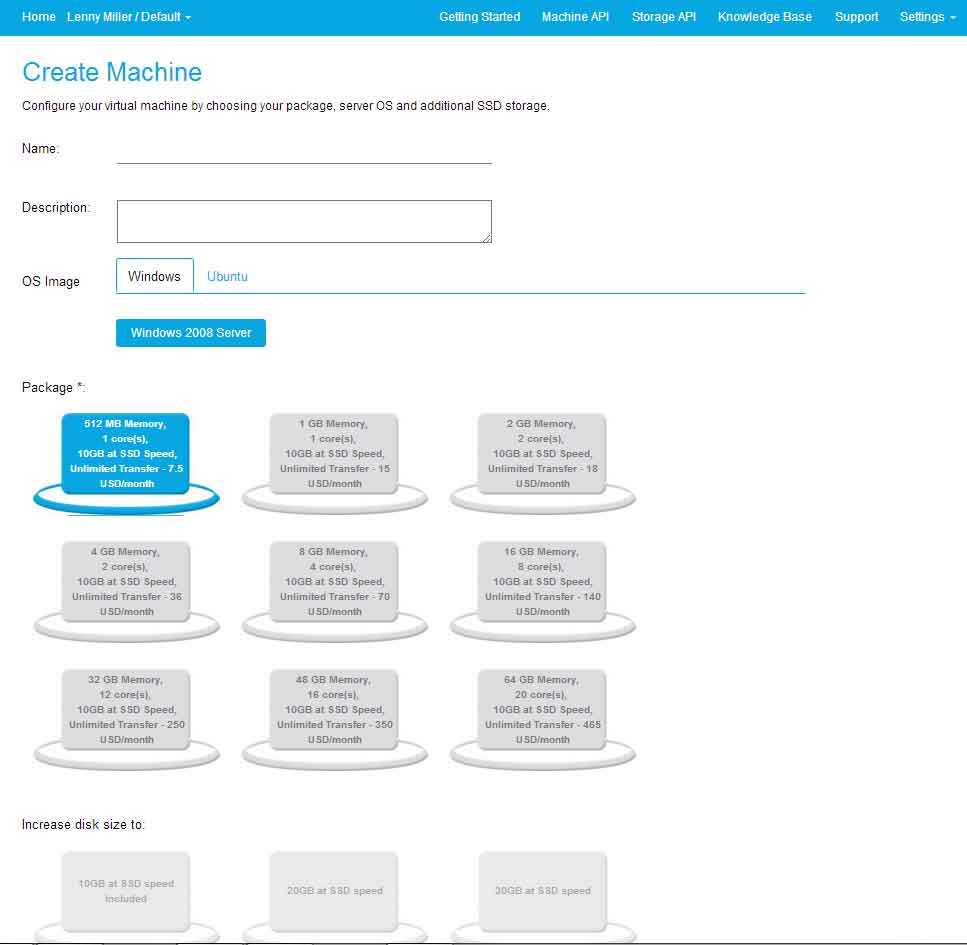 Home Lenny Miller / Default Getting Started Machine API Storage API Knowledge Base Support Settings
Create Machine
Configure your virtual machine by choosing your package, server OS and additional SSD storage.
Name:
Description:
OS Image Windows Ubuntu
Windows 2008 Server
Package *:
512 MB Memory,
1 core(s),
10GB at SSD Speed,
Unlimited Transfer - 7.5
USD/month
1 GB Memory,
1 core(s),
10GB at SSD Speed,
Unlimited Transfer - 15
USD/month
2 GB Memory,
2 core(s),
10GB at SSD Speed,
Unlimited Transfer - 18
USD/month
4 GB Memory,
2 core(s),
10GB at SSD Speed,
Unlimited Transfer - 36
USD/month
8 GB Memory,
4 core(s),
10GB at SSD Speed,
Unlimited Transfer - 70
USD/month
16 GB Memory,
8 core(s),
10GB at SSD Speed,
Unlimited Transfer - 140
USD/month
32 GB Memory,
12 core(s),
10GB at SSD Speed,
Unlimited Transfer - 250
USD/month
48 GB Memory,
16 core(s),
10GB at SSD Speed,
Unlimited Transfer - 350
USD/month
64 GB Memory,
20 core(s),
10GB at SSD Speed,
Unlimited Transfer - 465
USD/month
Increase disk size to:
10GB at SSD speed
Included
20GB at SSD speed
30GB at SSD speed